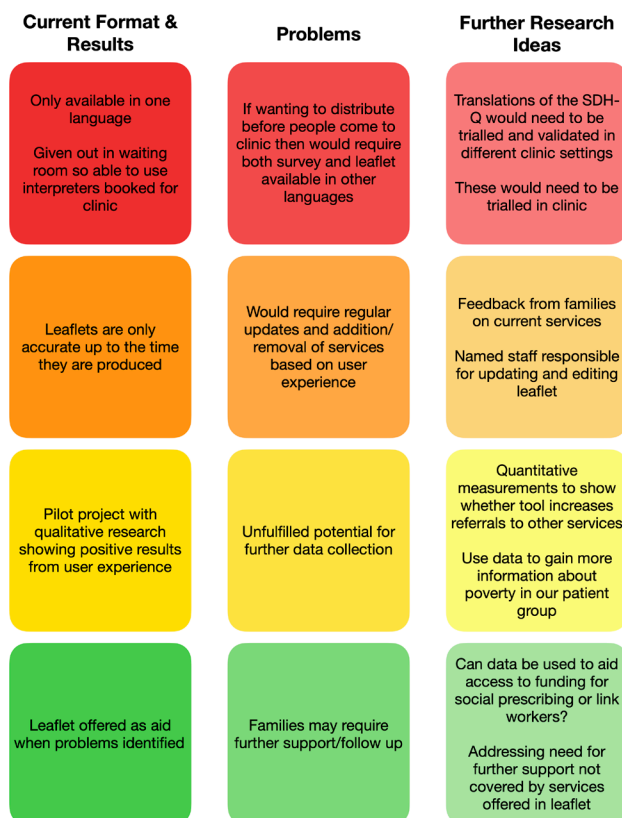 Current Format &
Results
Problems
Further Research
Ideas
Only available in one
language
Given out in waiting
room so able to use
interpreters booked for
clinic
If wanting to distribute
before people come to
clinic then would require
both survey and leaflet
available in other
languages
Translations of the SDH-
Q would need to be
trialled and validated in
different clinic settings
These would need to be
trialled in clinic
Leaflets are only
accurate up to the time
they are produced
Would require regular
updates and addition/
removal of services
based on user
experience
Feedback from families
on current services
Named staff responsible
for updating and editing
leaflet
Pilot project with
qualitative research
showing positive results
from user experience
Unfulfilled potential for
further data collection
Quantitative
measurements to show
whether tool increases
referrals to other services
Use data to gain more
information about
poverty in our patient
group
Leaflet offered as aid
when problems identified
Families may require
further support/follow up
Can data be used to aid
access to funding for
social prescribing or link
workers?
Addressing need for
further support not
covered by services
offered in leaflet